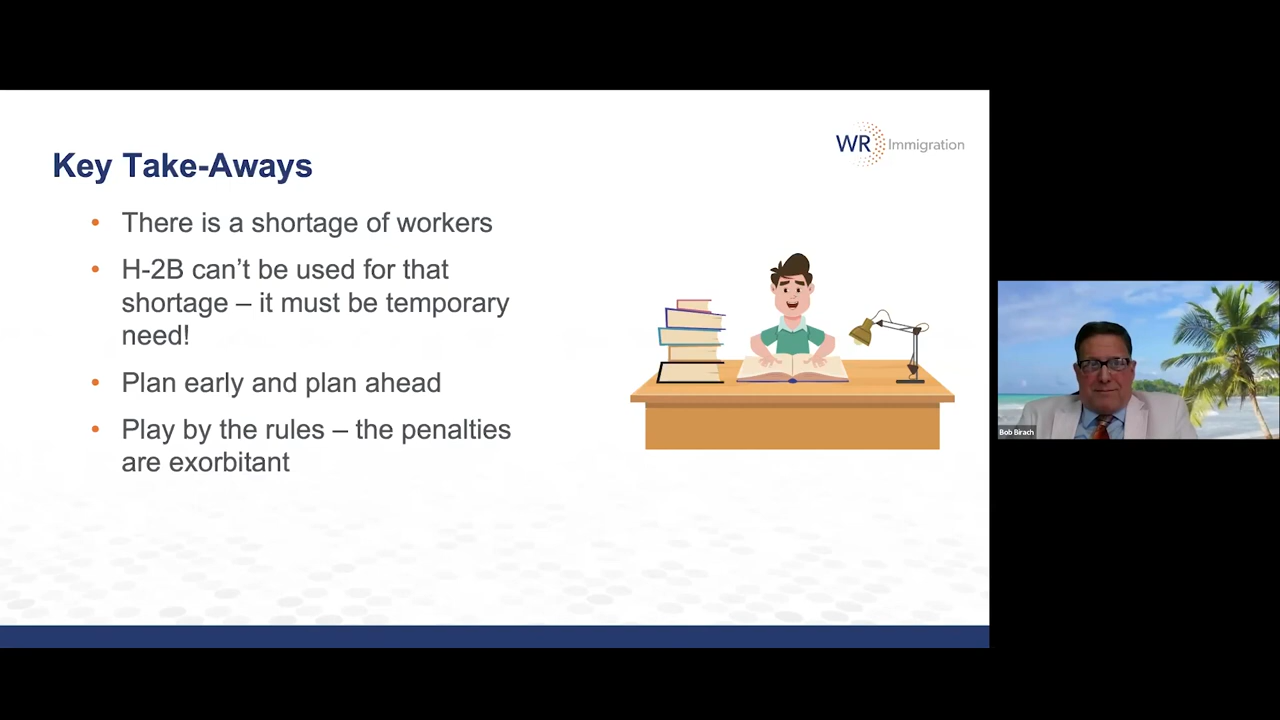 WR Immigration
Key Take-Aways
• There is a shortage of workers
• H-2B can’t be used for that
shortage – it must be temporary
need!
• Plan early and plan ahead
• Play by the rules – the penalties
are exorbitant
Bob Birach